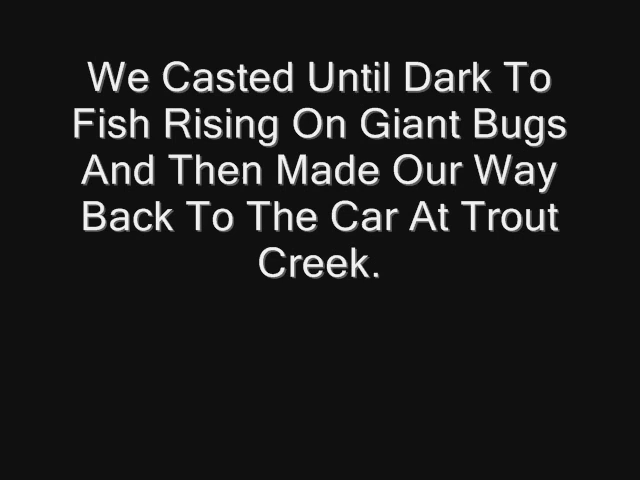 We Casted Until Dark To
Fish Rising On Giant Bugs
And Then Made Our Way
Back To The Car At Trout
Creek.